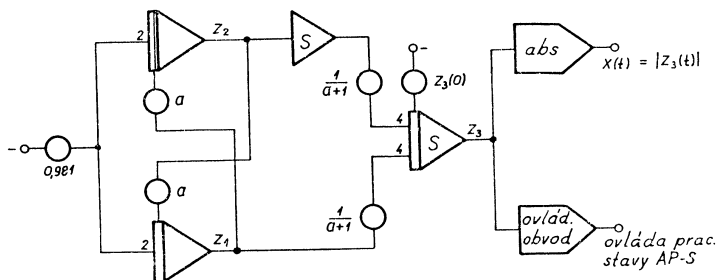 2
Z₂
S
a
1/(a+1)
-
Z₃(0)
abs
X(t) = |Z₃(t)|
-
0,981
4
4
S
Z₃
a
1/(a+1)
2
Z₁
ovlád.
obvod
ovláda prac.
stavy AP-S